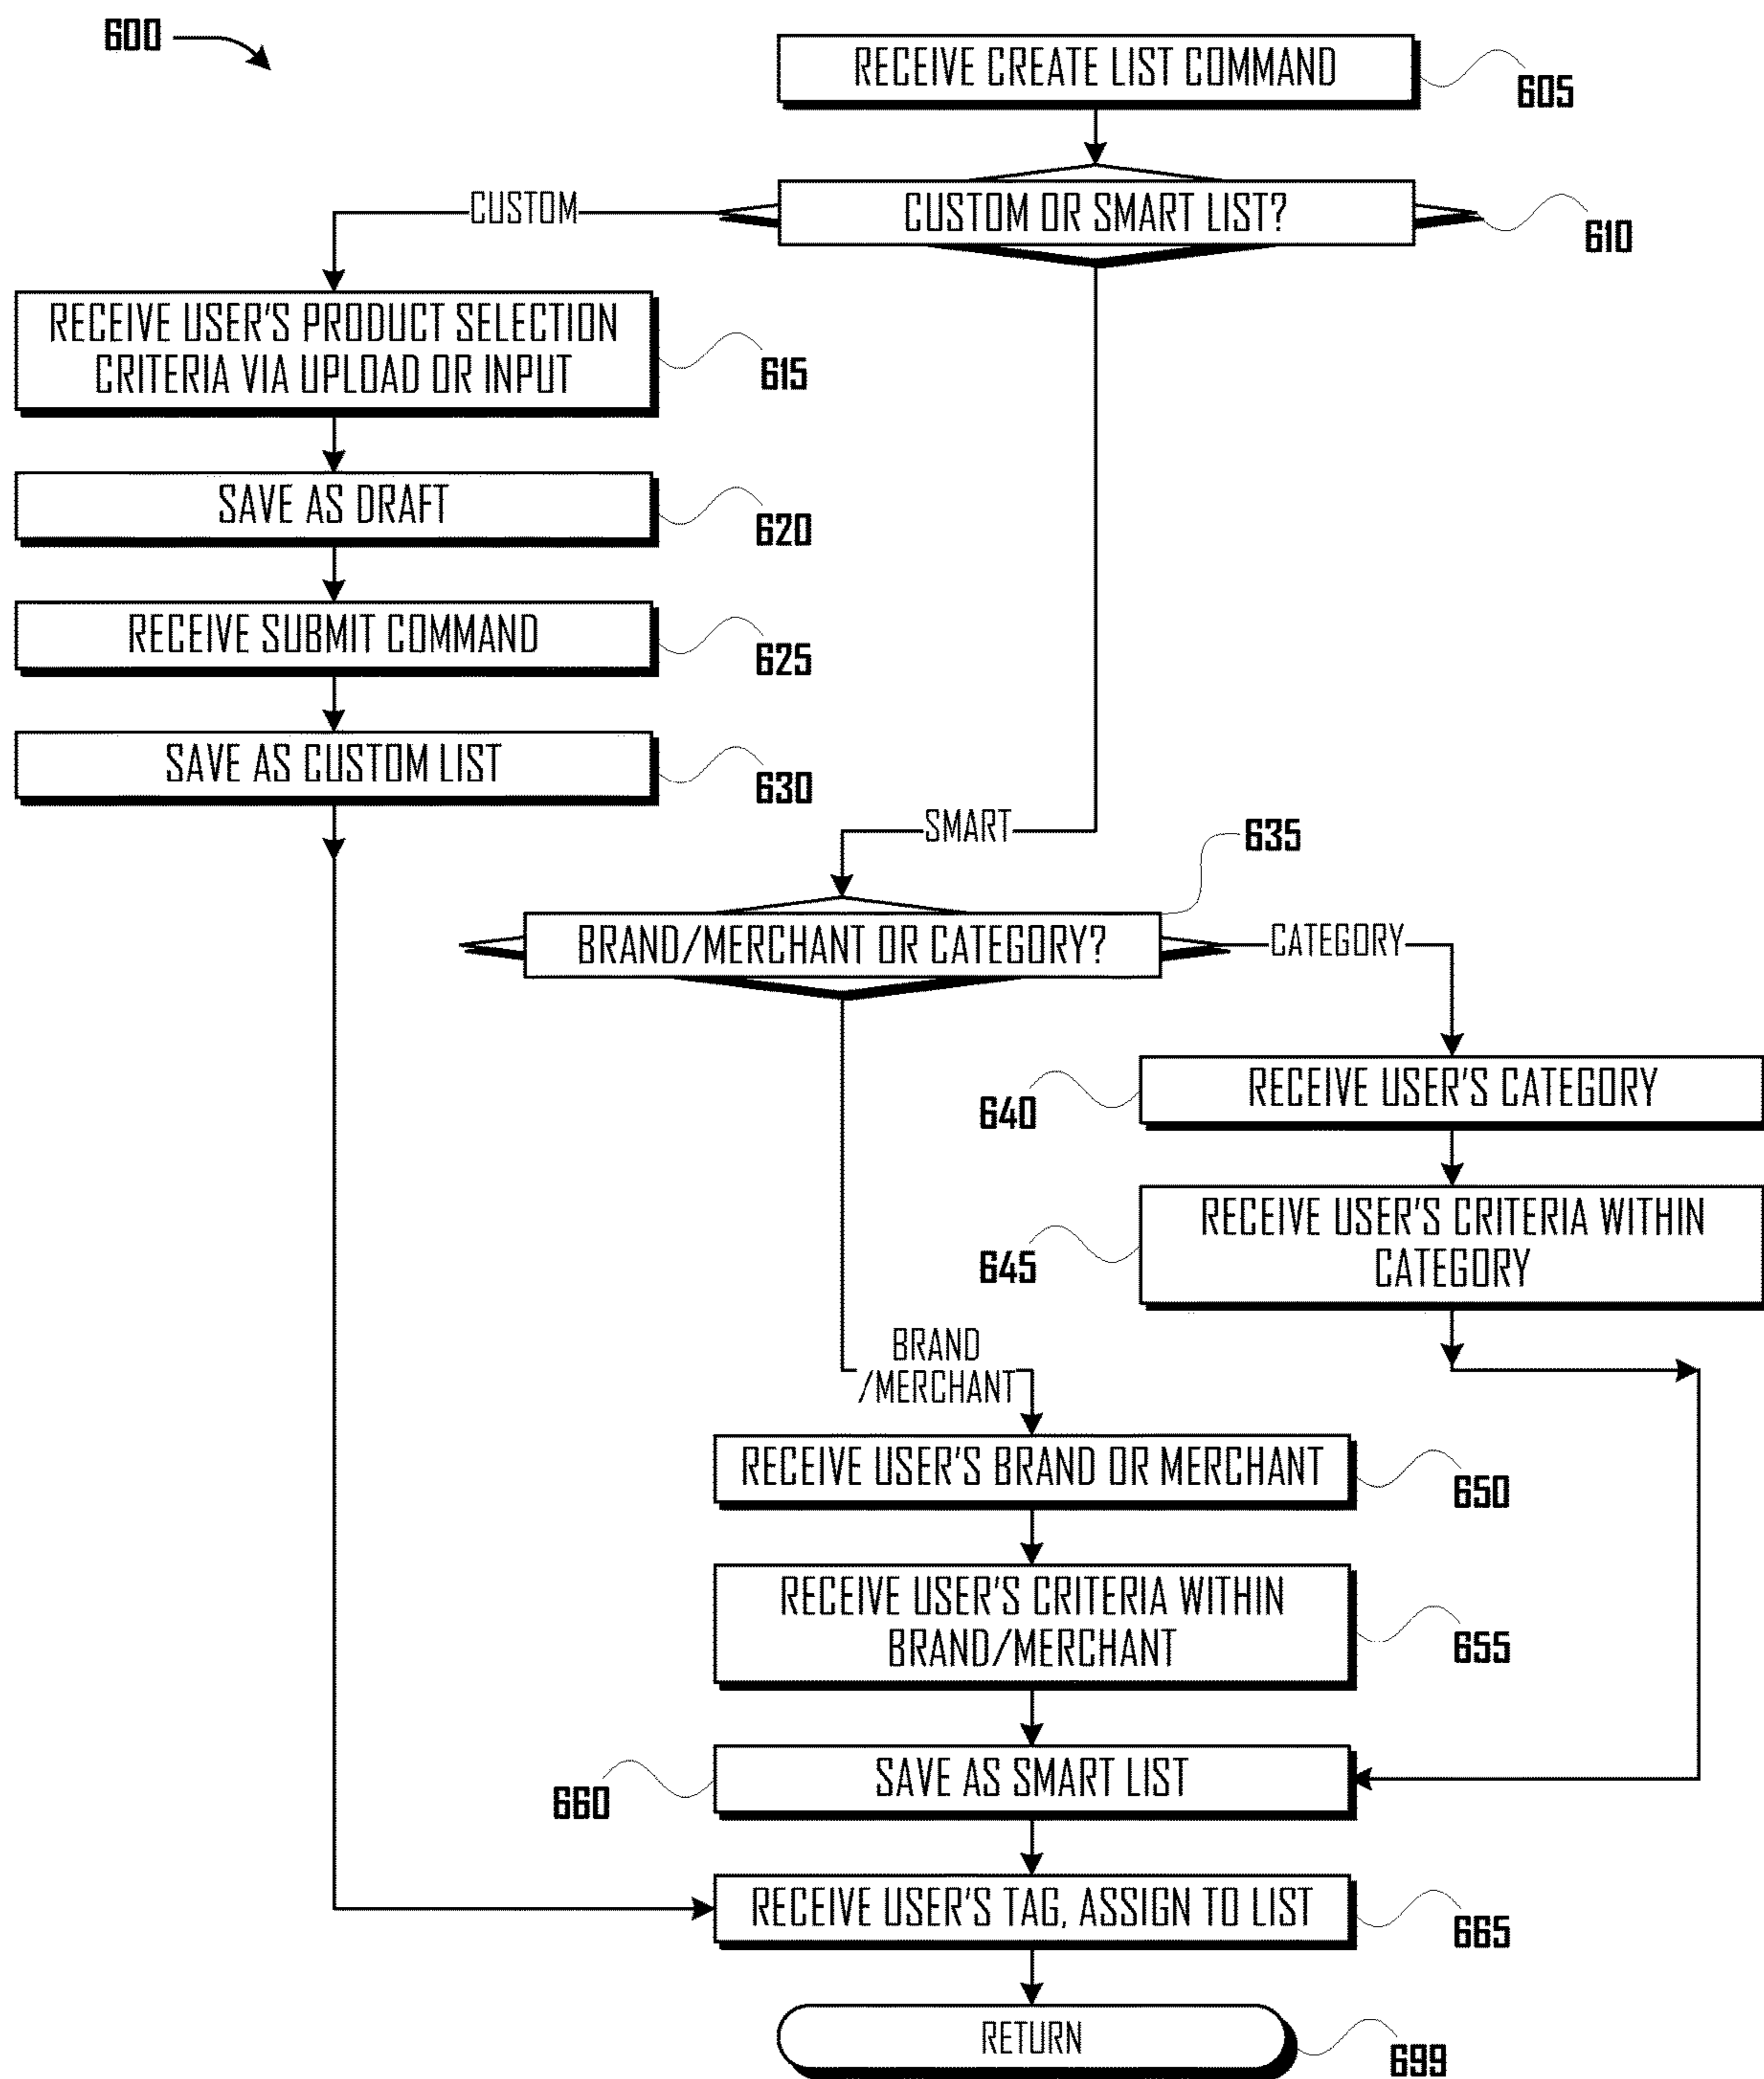 600
RECEIVE CREATE LIST COMMAND
605
CUSTOM
CUSTOM OR SMART LIST?
610
RECEIVE USER'S PRODUCT SELECTION
CRITERIA VIA UPLOAD OR INPUT
615
SAVE AS DRAFT
620
RECEIVE SUBMIT COMMAND
625
SAVE AS CUSTOM LIST
630
SMART
635
BRAND/MERCHANT OR CATEGORY?
CATEGORY
RECEIVE USER'S CATEGORY
640
RECEIVE USER'S CRITERIA WITHIN
CATEGORY
645
BRAND
/MERCHANT
RECEIVE USER'S BRAND OR MERCHANT
650
RECEIVE USER'S CRITERIA WITHIN
BRAND/MERCHANT
655
SAVE AS SMART LIST
660
RECEIVE USER'S TAG, ASSIGN TO LIST
665
RETURN
699